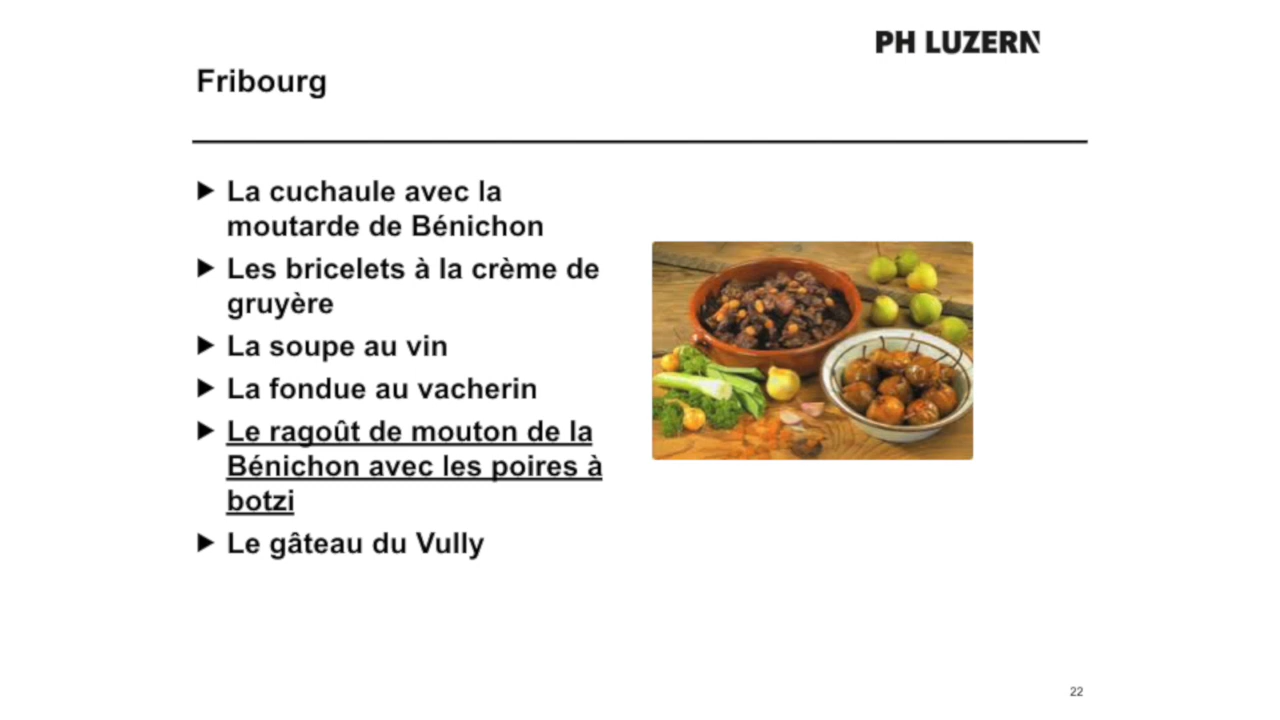 PH LUZERN
Fribourg
La cuchaule avec la
moutarde de Bénichon
Les bricelets à la crème de
gruyère
La soupe au vin
La fondue au vacherin
Le ragoût de mouton de la
Bénichon avec les poires à
botzi
Le gâteau du Vully
22